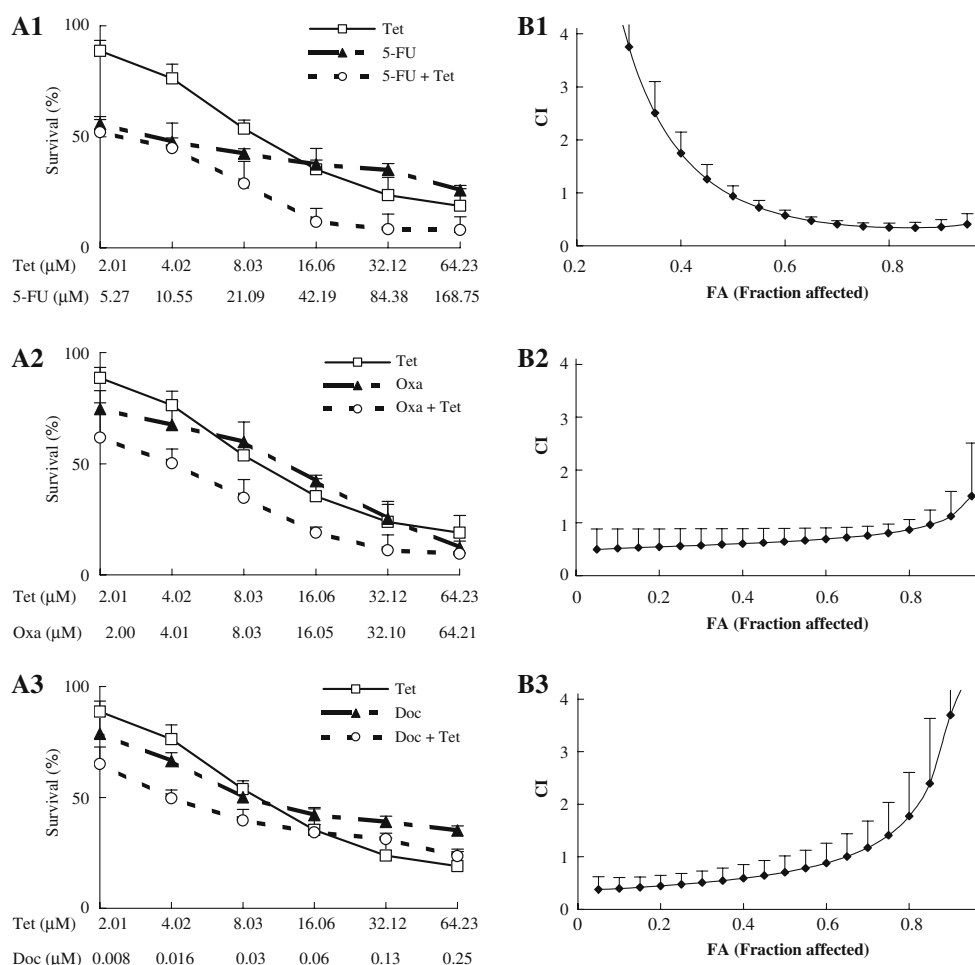 A1
100
50
0
Survival (%)
Tet
5-FU
5-FU + Tet
Tet (μM) 2.01 4.02 8.03 16.06 32.12 64.23
5-FU (μM) 5.27 10.55 21.09 42.19 84.38 168.75
B1
4
3
2
1
0
CI
0.2 0.4 0.6 0.8
FA (Fraction affected)
A2
100
50
0
Survival (%)
Tet
Oxa
Oxa + Tet
Tet (μM) 2.01 4.02 8.03 16.06 32.12 64.23
Oxa (μM) 2.00 4.01 8.03 16.05 32.10 64.21
B2
4
3
2
1
0
CI
0 0.2 0.4 0.6 0.8
FA (Fraction affected)
A3
100
50
0
Survival (%)
Tet
Doc
Doc + Tet
Tet (μM) 2.01 4.02 8.03 16.06 32.12 64.23
Doc (μM) 0.008 0.016 0.03 0.06 0.13 0.25
B3
4
3
2
1
0
CI
0 0.2 0.4 0.6 0.8
FA (Fraction affected)